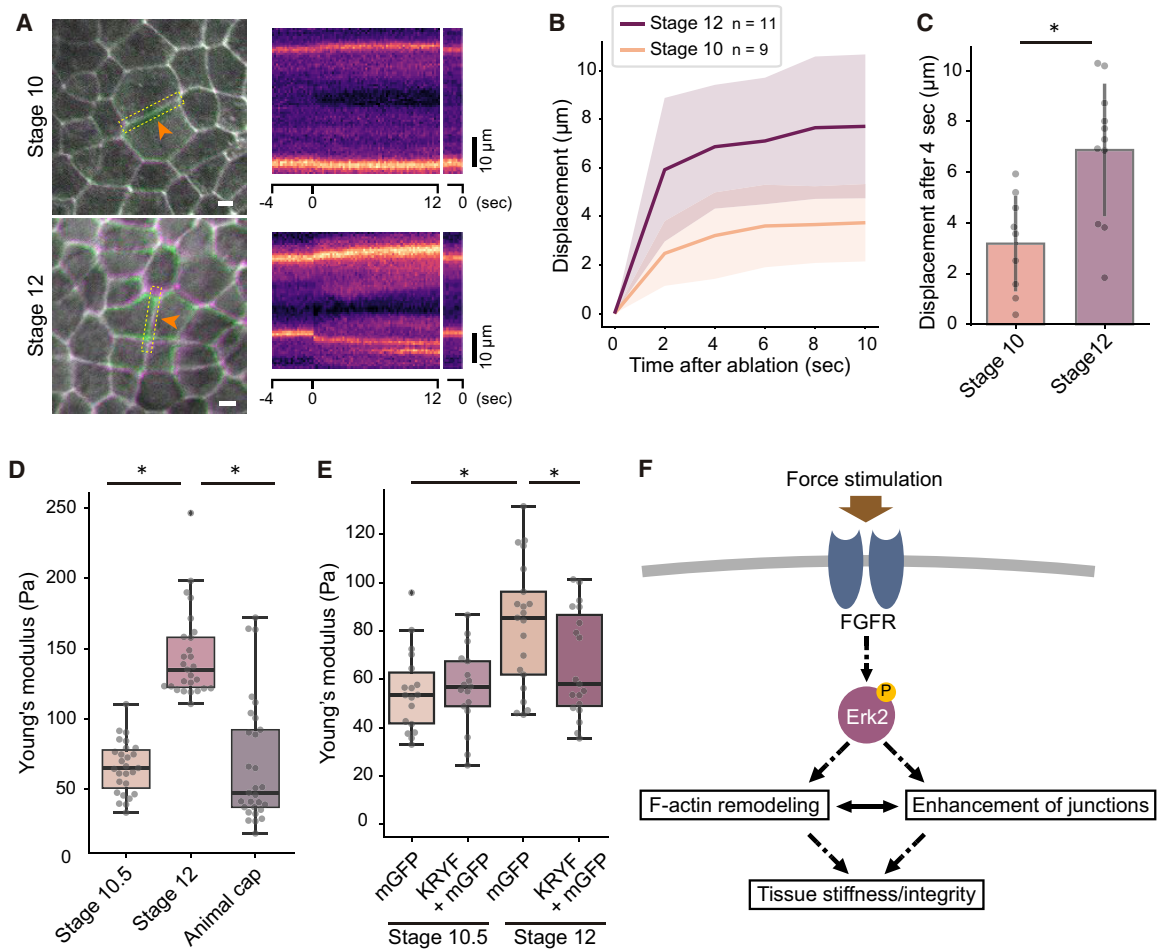 A
Stage 10
10 μm
-4 0 12 0 (sec)
Stage 12
10 μm
-4 0 12 0 (sec)
B
Stage 12 n = 11
Stage 10 n = 9
Displacement (μm)
10
8
6
4
2
0
0 2 4 6 8 10
Time after ablation (sec)
C
*
Displacement after 4 sec (μm)
10
8
6
4
2
0
Stage 10
Stage12
D
* *
Young's modulus (Pa)
250
200
150
100
50
0
Stage 10.5
Stage 12
Animal cap
E
* *
Young's modulus (Pa)
120
100
80
60
40
20
0
mGFP
KRYF
+ mGFP
mGFP
KRYF
+ mGFP
Stage 10.5
Stage 12
F
Force stimulation
FGFR
P
Erk2
F-actin remodeling
Enhancement of junctions
Tissue stiffness/integrity